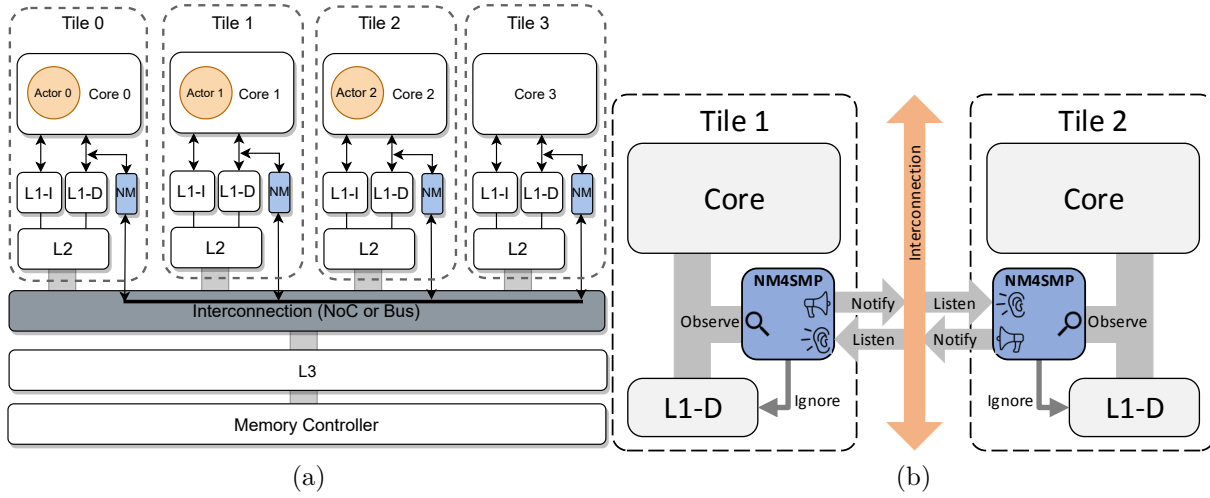 Tile 0
Tile 1
Tile 2
Tile 3
Actor 0
Core 0
Actor 1
Core 1
Actor 2
Core 2
Core 3
L1-I
L1-D
NM
L1-I
L1-D
NM
L1-I
L1-D
NM
L1-I
L1-D
NM
L2
L2
L2
L2
Interconnection (NoC or Bus)
L3
Memory Controller
(a)
Tile 1
Core
NM4SMP
Observe
Notify
Listen
Ignore
L1-D
Interconnection
Tile 2
Core
NM4SMP
Listen
Notify
Observe
Ignore
L1-D
(b)